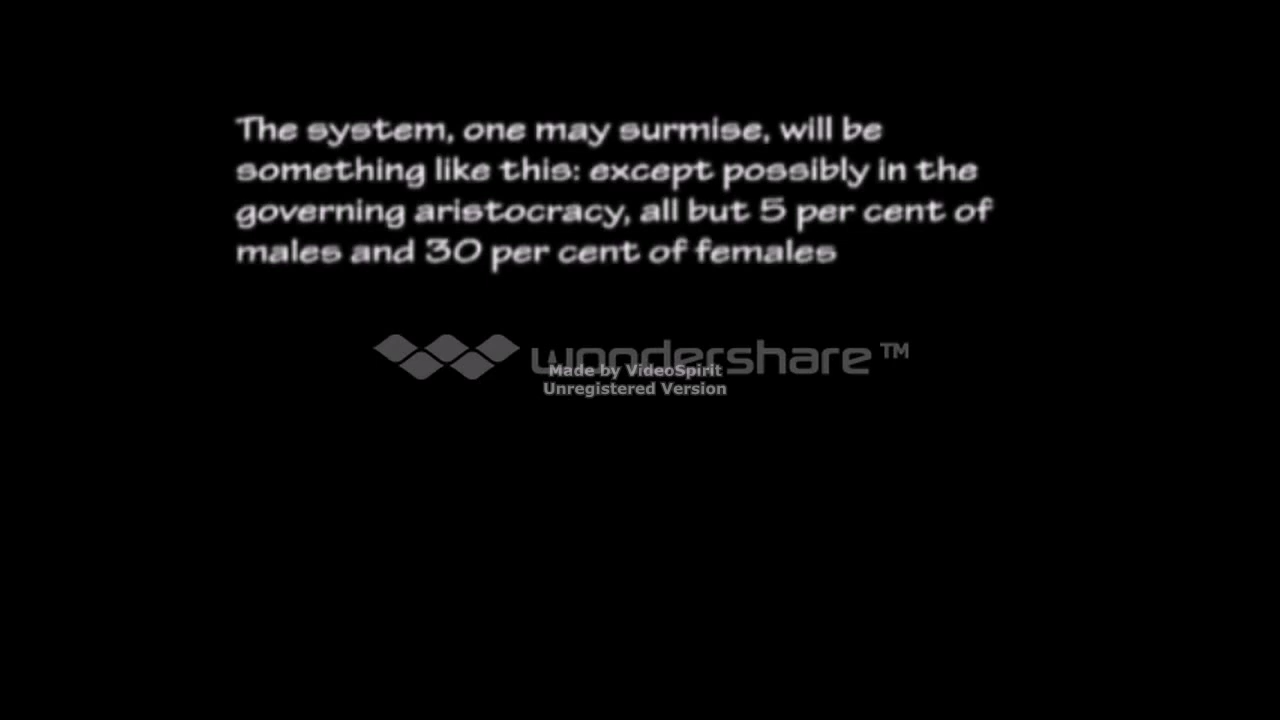 The system, one may surmise, will be
something like this: except possibly in the
governing aristocracy, all but 5 per cent of
males and 30 per cent of females
wondershare™
Made by VideoSpirit
Unregistered Version